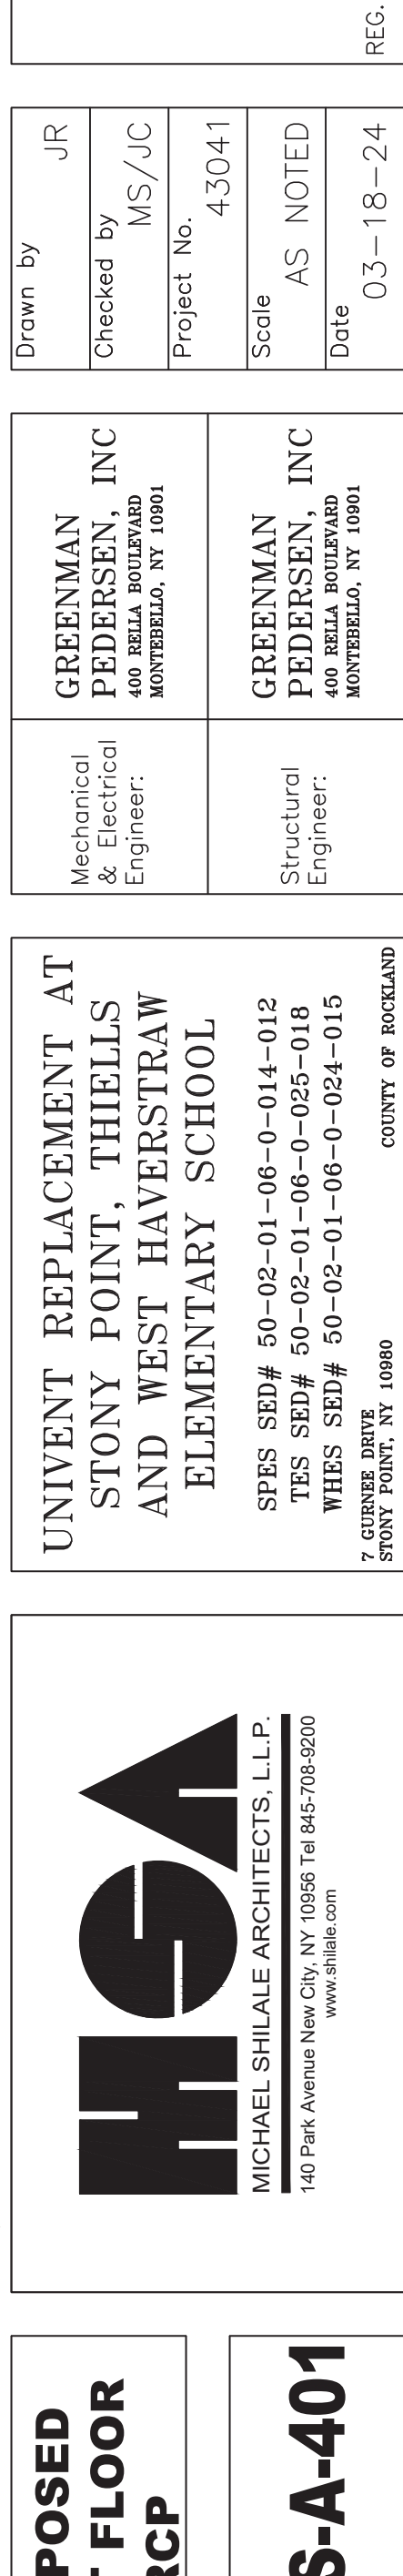 POSED
FLOOR
RCP
S-A-401
MSA
MICHAEL SHILALE ARCHITECTS, L.L.P.
140 Park Avenue New City, NY 10956 Tel 845-708-9200
www.shilale.com
UNIVENT REPLACEMENT AT
STONY POINT, THIELLS
AND WEST HAVERSTRAW
ELEMENTARY SCHOOL
SPES SED# 50-02-01-06-0-014-012
TES SED# 50-02-01-06-0-025-018
WHES SED# 50-02-01-06-0-024-015
7 GURNEE DRIVE
STONY POINT, NY 10980 COUNTY OF ROCKLAND
Mechanical
& Electrical
Engineer:
GREENMAN
PEDERSEN, INC
400 RELLA BOULEVARD
MONTEBELLO, NY 10901
Structural
Engineer:
GREENMAN
PEDERSEN, INC
400 RELLA BOULEVARD
MONTEBELLO, NY 10901
Drawn by
JR
Checked by
MS/JC
Project No.
43041
Scale
AS NOTED
Date
03-18-24
REG.